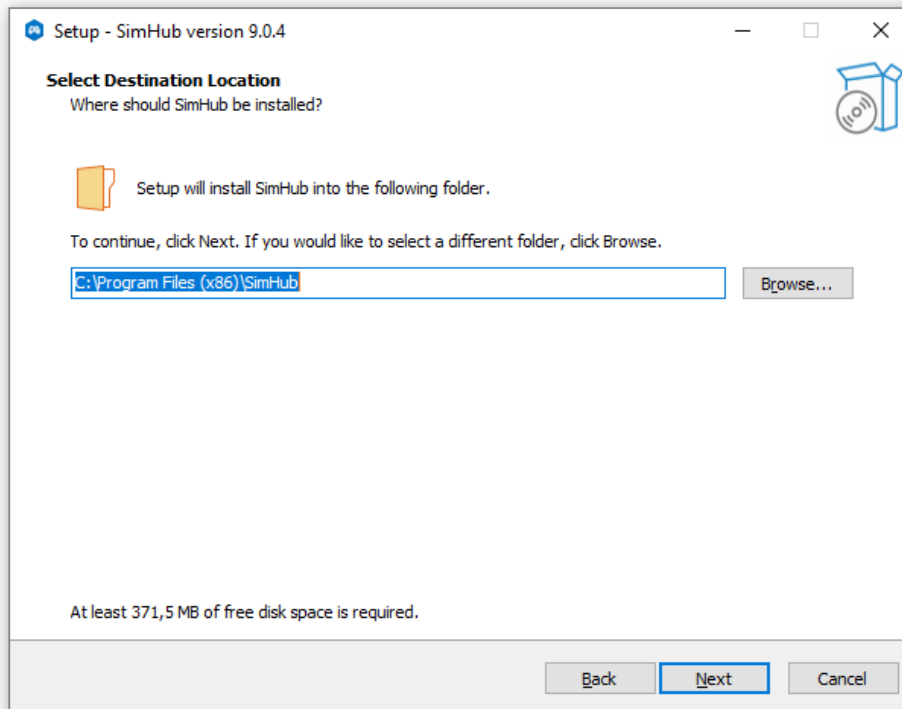 Setup - SimHub version 9.0.4
Select Destination Location
Where should SimHub be installed?
Setup will install SimHub into the following folder.
To continue, click Next. If you would like to select a different folder, click Browse.
C:\Program Files (x86)\SimHub
Browse...
At least 371,5 MB of free disk space is required.
Back
Next
Cancel